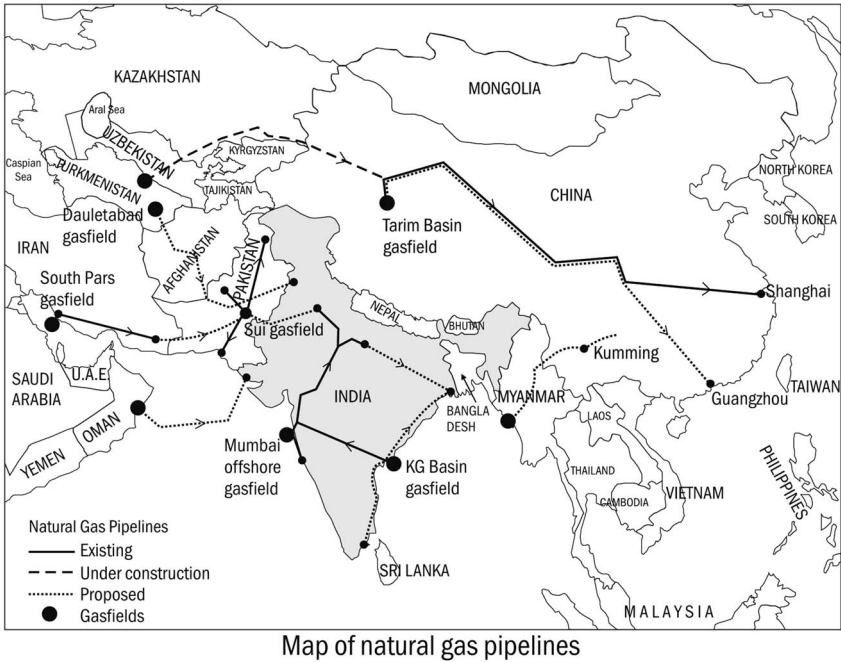 KAZAKHSTAN
MONGOLIA
Aral Sea
UZBEKISTAN
KYRGYZSTAN
Caspian
Sea
TURKMENISTAN
TAJIKISTAN
NORTH KOREA
CHINA
SOUTH KOREA
Dauletabad
gasfield
Tarim Basin
gasfield
IRAN
AFGHANISTAN
PAKISTAN
South Pars
gasfield
Shanghai
NEPAL
BHUTAN
Sui gasfield
Kumming
SAUDI
ARABIA
U.A.E.
INDIA
MYANMAR
Guangzhou
TAIWAN
BANGLA
DESH
OMAN
YEMEN
LAOS
Mumbai
offshore
gasfield
KG Basin
gasfield
THAILAND
VIETNAM
CAMBODIA
PHILIPPINES
Natural Gas Pipelines
Existing
Under construction
Proposed
Gasfields
SRI LANKA
MALAYSIA
Map of natural gas pipelines